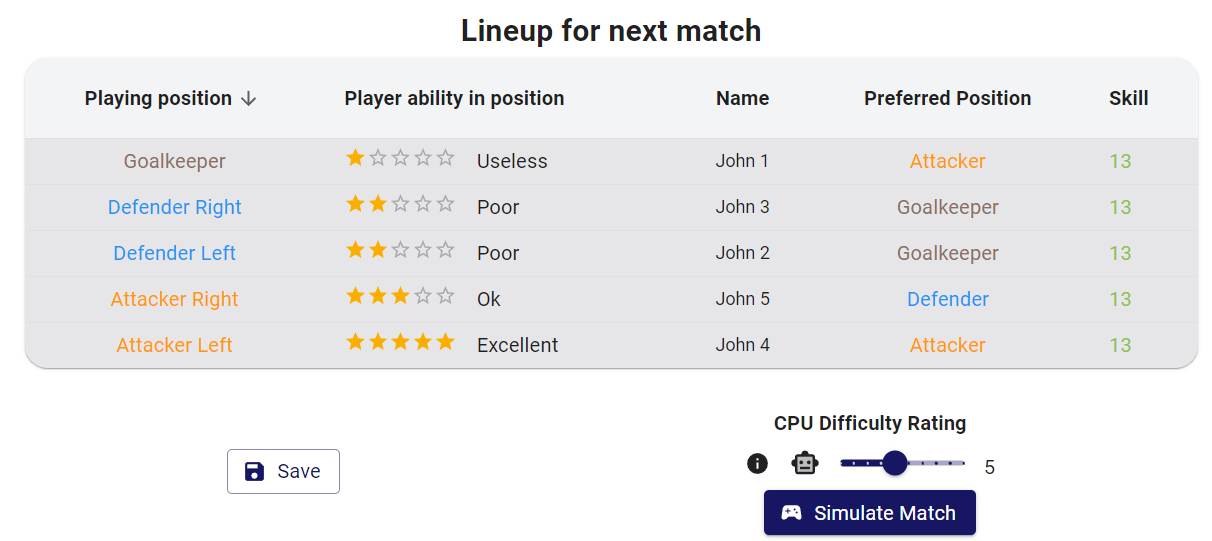 Lineup for next match
Playing position Player ability in position Name Preferred Position Skill
Goalkeeper Useless John 1 Attacker 13
Defender Right Poor John 3 Goalkeeper 13
Defender Left Poor John 2 Goalkeeper 13
Attacker Right Ok John 5 Defender 13
Attacker Left Excellent John 4 Attacker 13
CPU Difficulty Rating
Save 5
Simulate Match